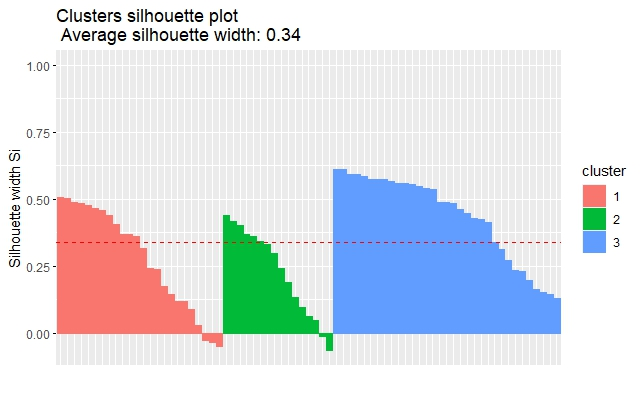 Clusters silhouette plot
Average silhouette width: 0.34
1.00
0.75
0.50
0.25
0.00
Silhouette width Si
cluster
1
2
3